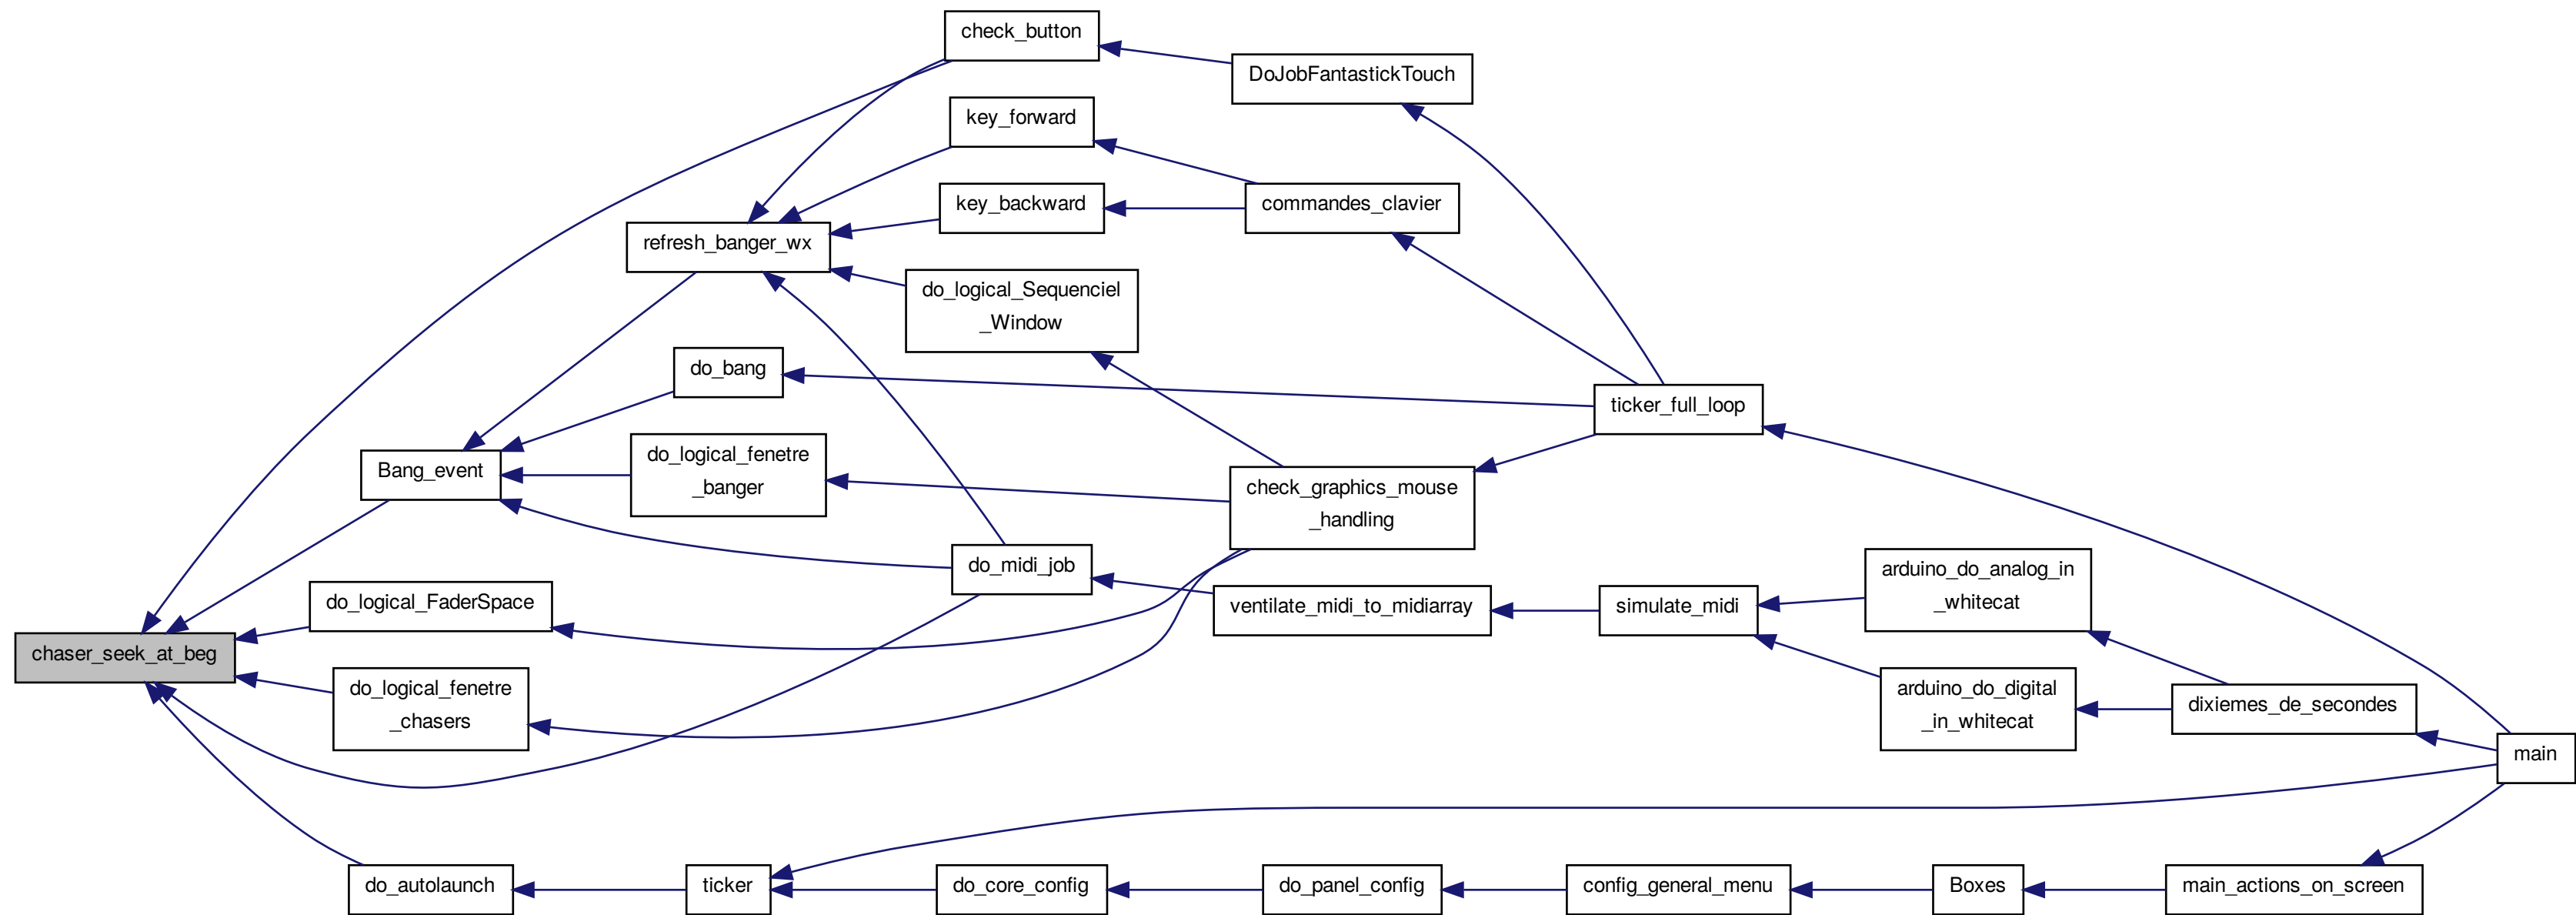 check_button
DoJobFantastickTouch
key_forward
key_backward
commandes_clavier
refresh_banger_wx
do_logical_Sequenciel
_Window
do_bang
ticker_full_loop
Bang_event
do_logical_fenetre
_banger
check_graphics_mouse
_handling
do_midi_job
arduino_do_analog_in
_whitecat
do_logical_FaderSpace
ventilate_midi_to_midiarray
simulate_midi
chaser_seek_at_beg
do_logical_fenetre
_chasers
arduino_do_digital
_in_whitecat
dixiemes_de_secondes
main
do_autolaunch
ticker
do_core_config
do_panel_config
config_general_menu
Boxes
main_actions_on_screen